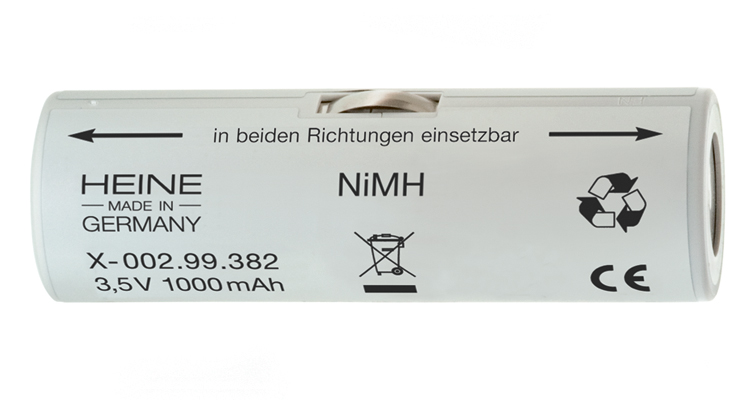 in beiden Richtungen einsetzbar
HEINE
MADE IN
GERMANY
NiMH
X-002.99.382
3,5V 1000mAh
CE